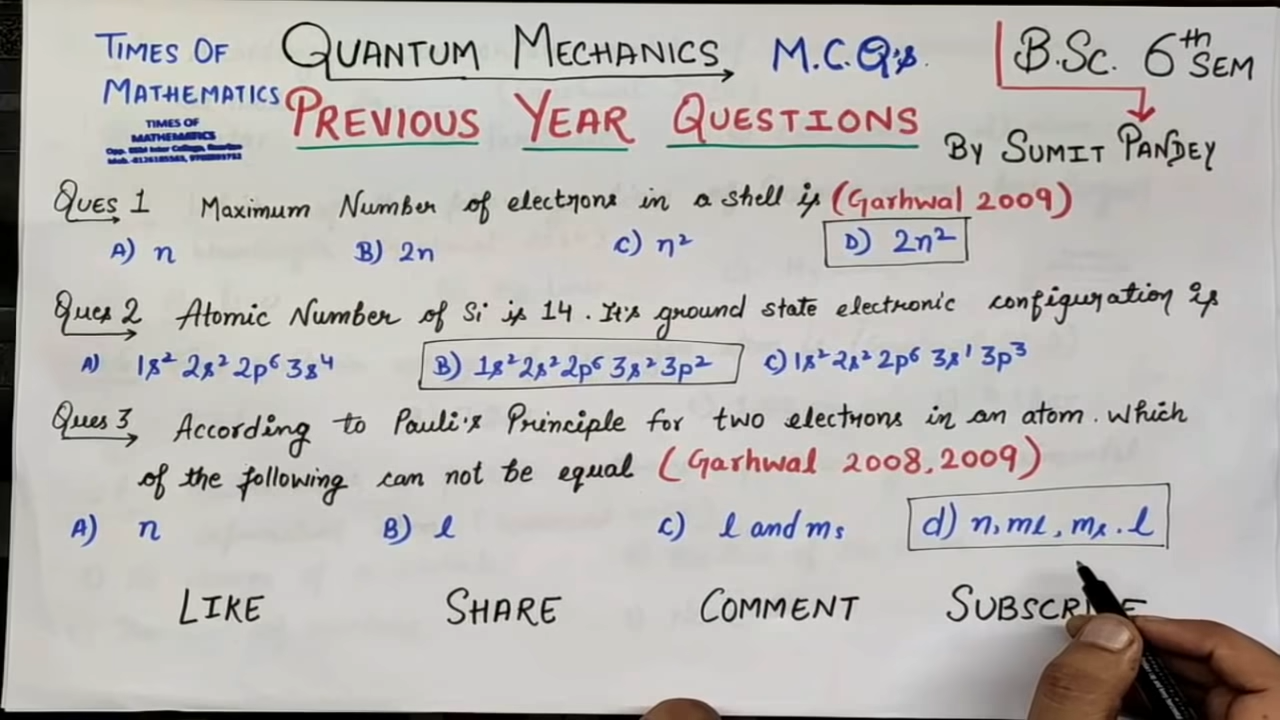 TIMES OF MATHEMATICS
QUANTUM MECHANICS M.C.Q's.
B.Sc. 6th SEM
TIMES OF
MATHEMATICS
PREVIOUS YEAR QUESTIONS
BY SUMIT PANDEY
QUES 1 MAXIMUM NUMBER of electrons in a shell is (Garhwal 2009)
A) n B) 2n C) n² D) 2n²
Ques 2 ATOMIC NUMBER of Si is 14. It's ground state electronic configuration is
A) 1s² 2s² 2p⁶ 3s⁴ B) 1s² 2s² 2p⁶ 3s² 3p² C) 1s² 2s² 2p⁶ 3s¹ 3p³
Ques 3 ACCORDING to Pauli's Principle for two electrons in an atom. Which
of the following can not be equal (Garhwal 2008, 2009)
A) n B) l C) l and ms d) n, ml, ms. l
LIKE SHARE COMMENT